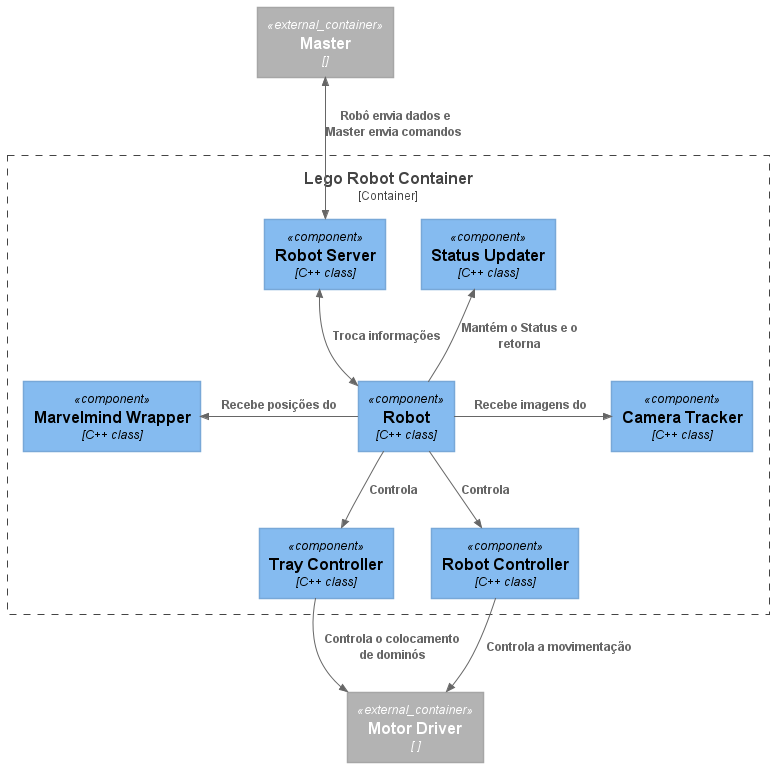 «external_container»
Master
[]
Robô envia dados e
Master envia comandos
Lego Robot Container
[Container]
«component»
Robot Server
[C++ class]
«component»
Status Updater
[C++ class]
Troca informações
Mantém o Status e o
retorna
«component»
Marvelmind Wrapper
[C++ class]
Recebe posições do
«component»
Robot
[C++ class]
Recebe imagens do
«component»
Camera Tracker
[C++ class]
Controla
Controla
«component»
Tray Controller
[C++ class]
«component»
Robot Controller
[C++ class]
Controla o colocamento
de dominós
Controla a movimentação
«external_container»
Motor Driver
[ ]